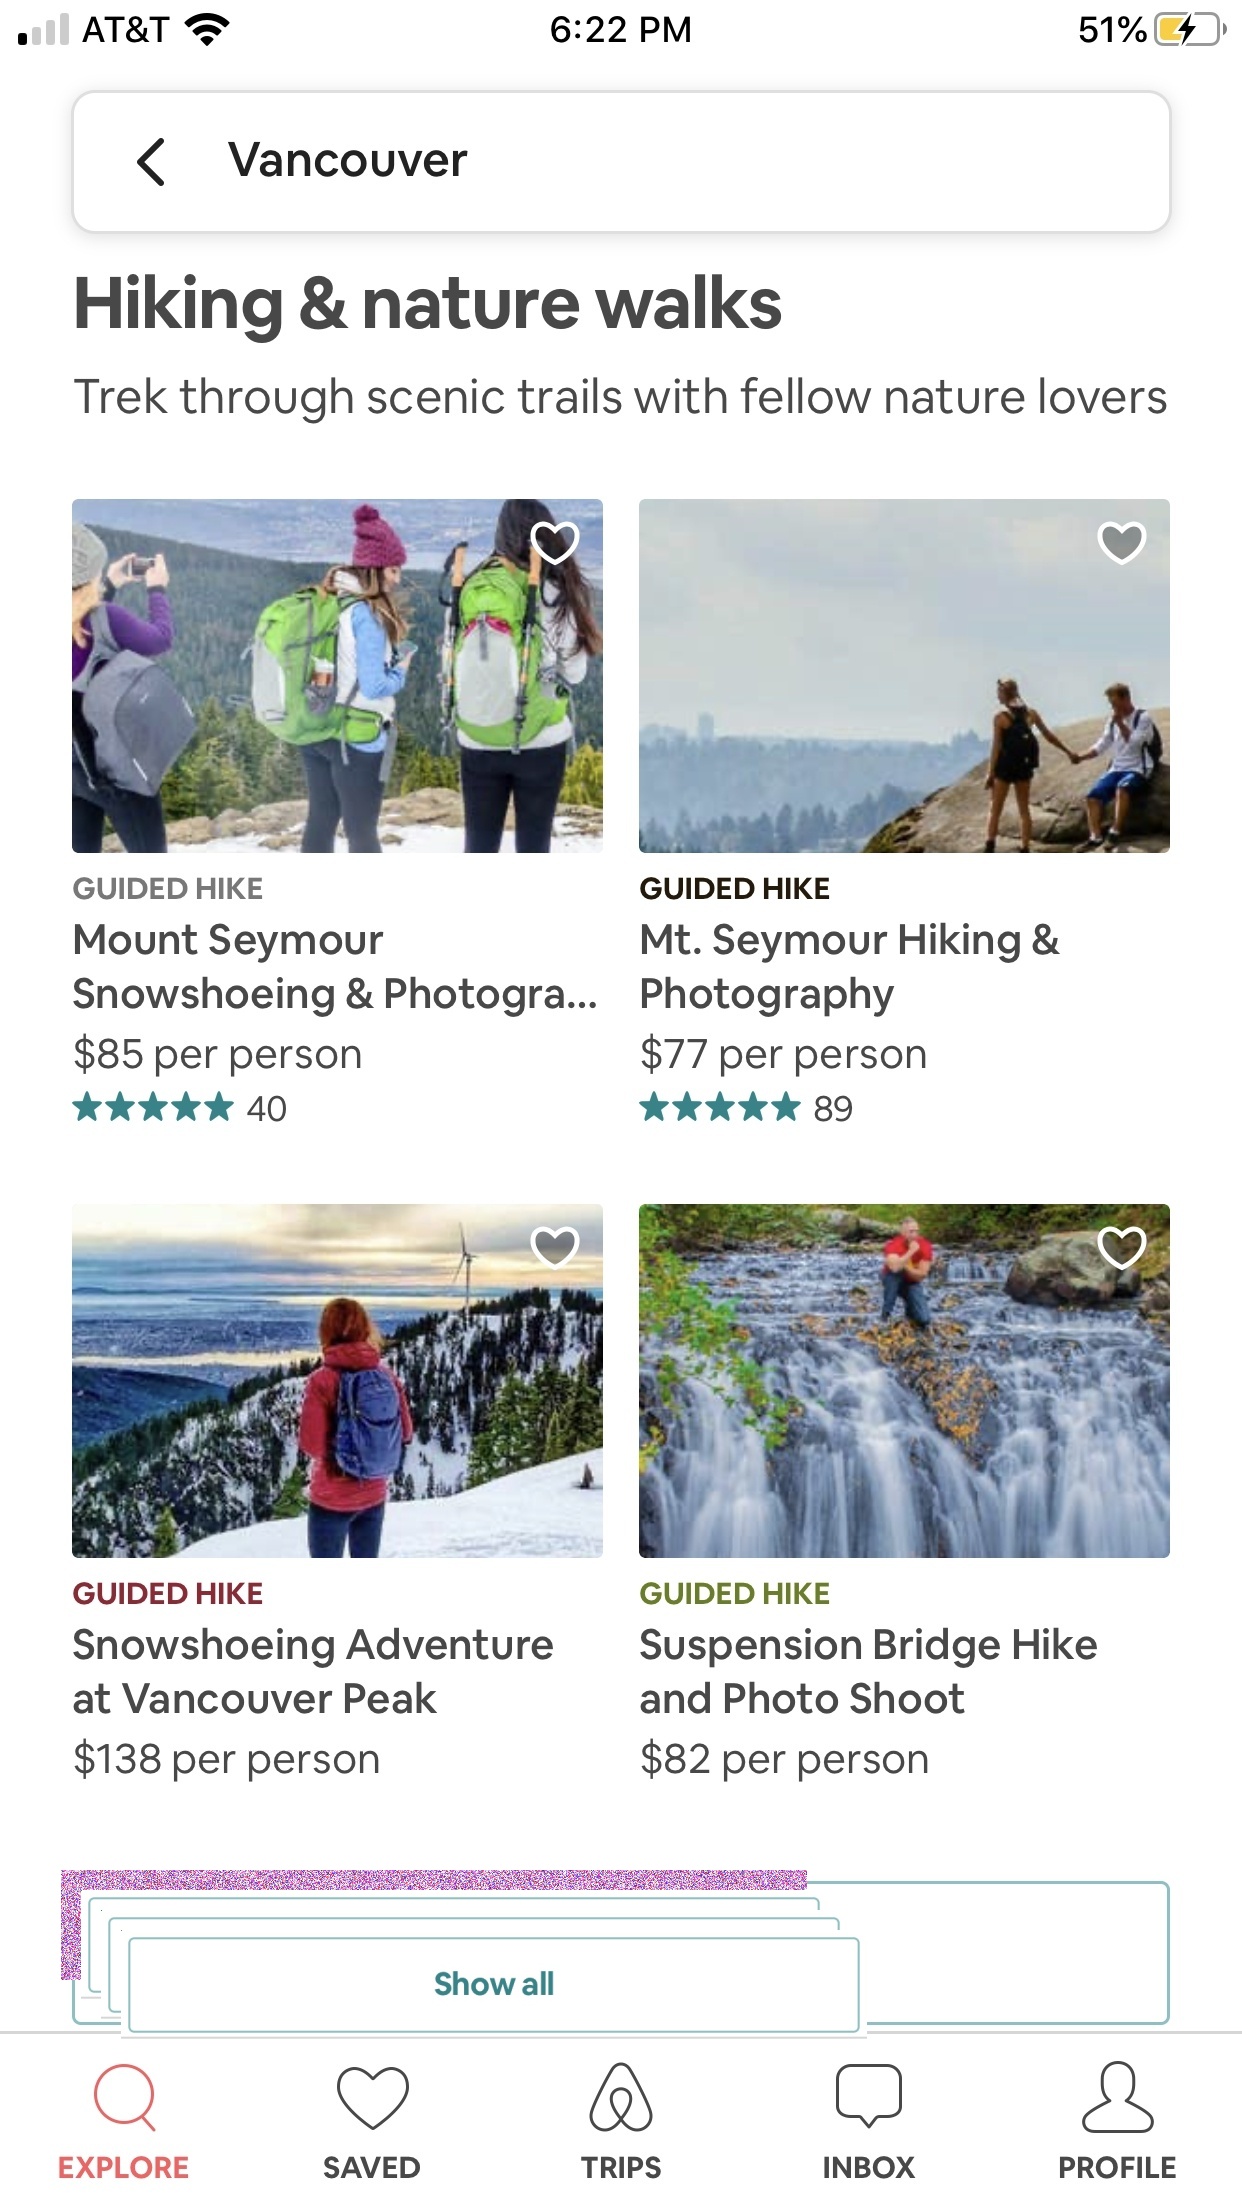 AT&T 6:22 PM 51%
Vancouver
Hiking & nature walks
Trek through scenic trails with fellow nature lovers
GUIDED HIKE
Mount Seymour
Snowshoeing & Photogra...
$85 per person
40
GUIDED HIKE
Mt. Seymour Hiking &
Photography
$77 per person
89
GUIDED HIKE
Snowshoeing Adventure
at Vancouver Peak
$138 per person
GUIDED HIKE
Suspension Bridge Hike
and Photo Shoot
$82 per person
Show all
EXPLORE SAVED TRIPS INBOX PROFILE